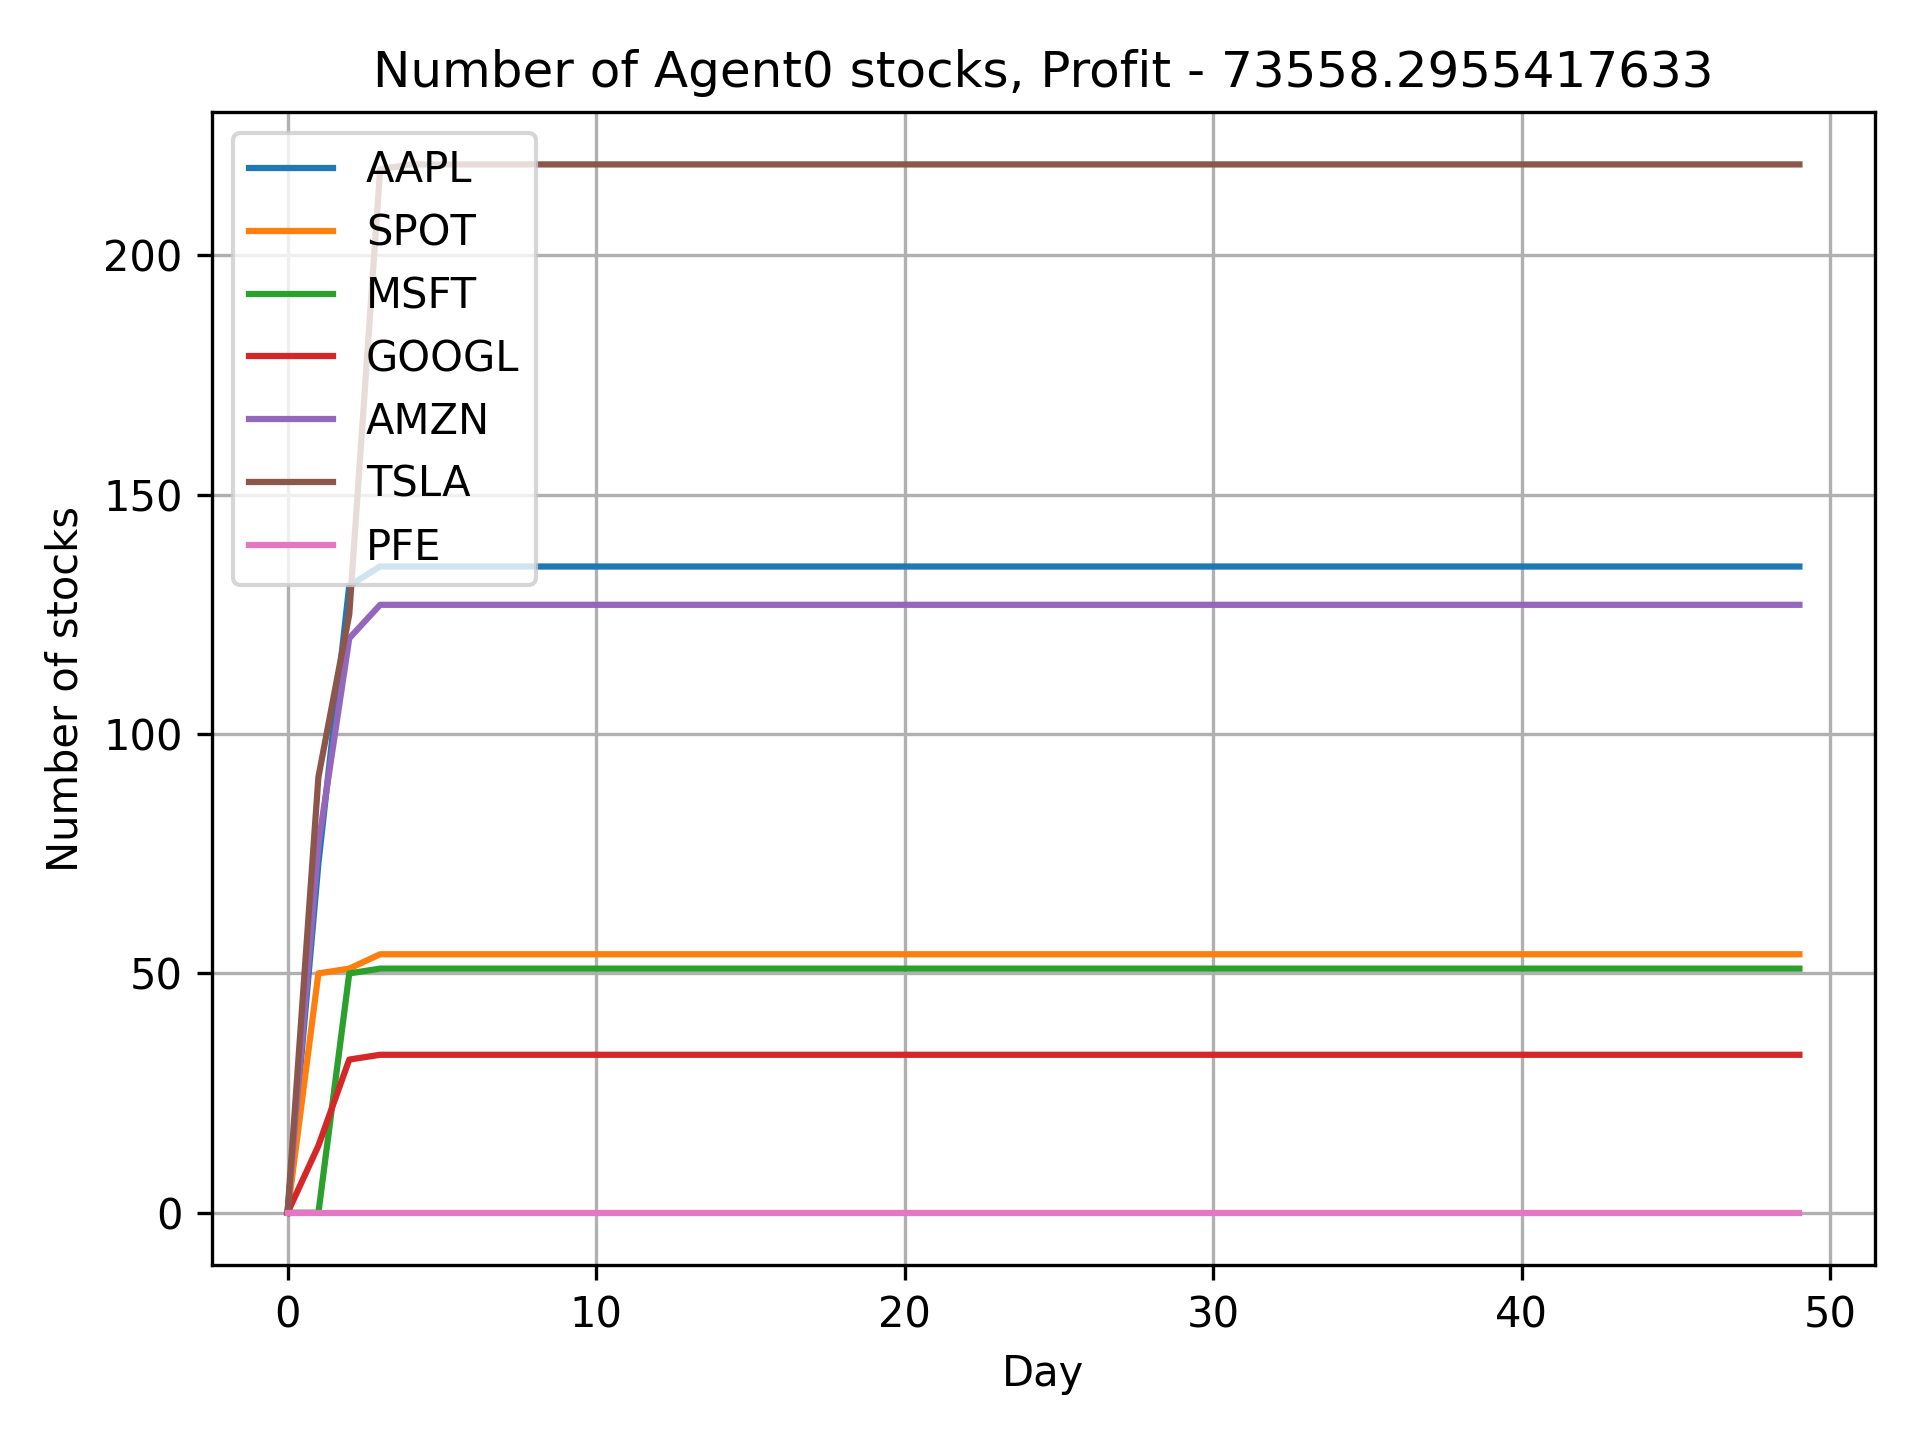 Number of Agent0 stocks, Profit - 73558.2955417633
AAPL
SPOT
MSFT
GOOGL
AMZN
TSLA
PFE
Number of stocks
200
150
100
50
0
0 10 20 30 40 50
Day